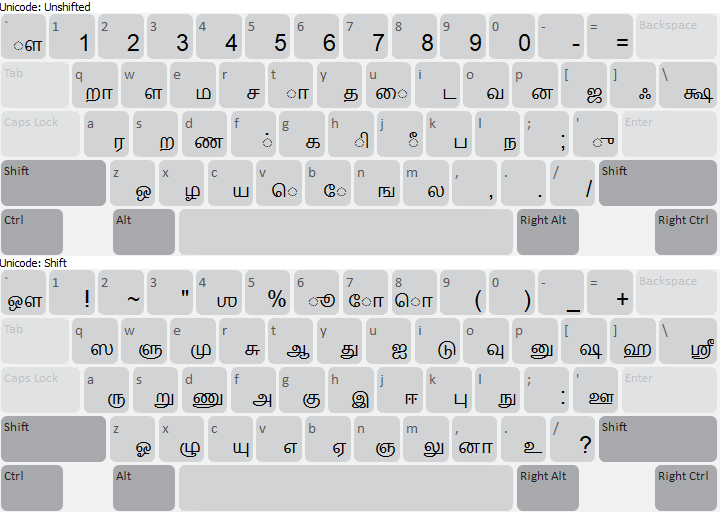 Unicode: Unshifted
` ௌ 1 1 2 2 3 3 4 4 5 5 6 6 7 7 8 8 9 9 0 0 - - = = Backspace
Tab q றா w ள e ம r ச t ா y த u ை i ட o வ p ன [ ஜ ] ஃ \ க்ஷ
Caps Lock a ர s ற d ண f ் g க h ி j ீ k ப l ந ; ; ' ு Enter
Shift z ஒ x ழ c ய v ெ b ே n ங m ல , , . . / / Shift
Ctrl Alt Right Alt Right Ctrl
Unicode: Shift
` ஔ 1 ! 2 ~ 3 " 4 5 % 6 ூ 7 ோ 8 ொ 9 ( 0 ) - _ = + Backspace
Tab q ஸ w ளு e மு r சு t ஆ y து u ஐ i டு o வு p னு [ ஷ ] ஹ \ ஸ்ரீ
Caps Lock a ரு s று d ணு f அ g கு h இ j ஈ k பு l நு ; : ' ஊ Enter
Shift z ஓ x ழு c யு v எ b ஏ n ஞ m லு , னா . உ / ? Shift
Ctrl Alt Right Alt Right Ctrl